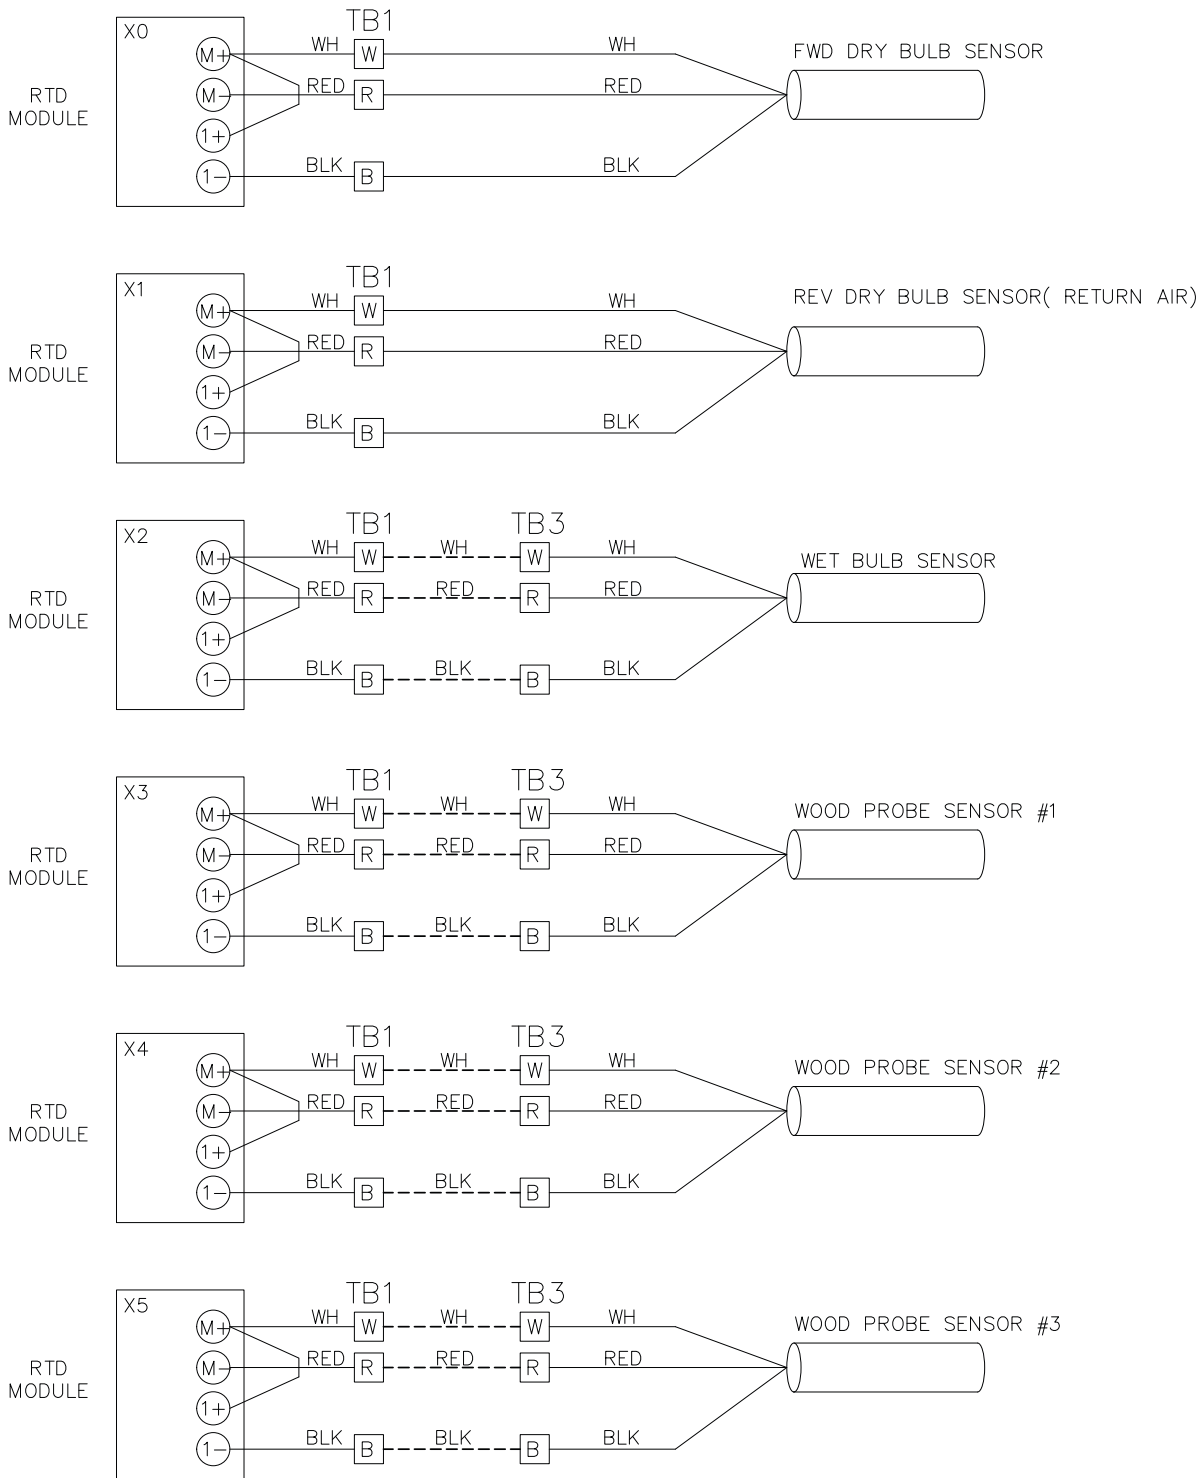 X0
TB1
M+ WH W WH
FWD DRY BULB SENSOR
RTD
MODULE
M- RED R RED
1+
1- BLK B BLK
X1
TB1
REV DRY BULB SENSOR( RETURN AIR)
M+ WH W WH
RTD
MODULE
M- RED R RED
1+
1- BLK B BLK
X2
TB1 TB3
M+ WH W WH W WH
WET BULB SENSOR
RTD
MODULE
M- RED R RED R RED
1+
1- BLK B BLK B BLK
X3
TB1 TB3
M+ WH W WH W WH
WOOD PROBE SENSOR #1
RTD
MODULE
M- RED R RED R RED
1+
1- BLK B BLK B BLK
X4
TB1 TB3
M+ WH W WH W WH
WOOD PROBE SENSOR #2
RTD
MODULE
M- RED R RED R RED
1+
1- BLK B BLK B BLK
X5
TB1 TB3
M+ WH W WH W WH
WOOD PROBE SENSOR #3
RTD
MODULE
M- RED R RED R RED
1+
1- BLK B BLK B BLK